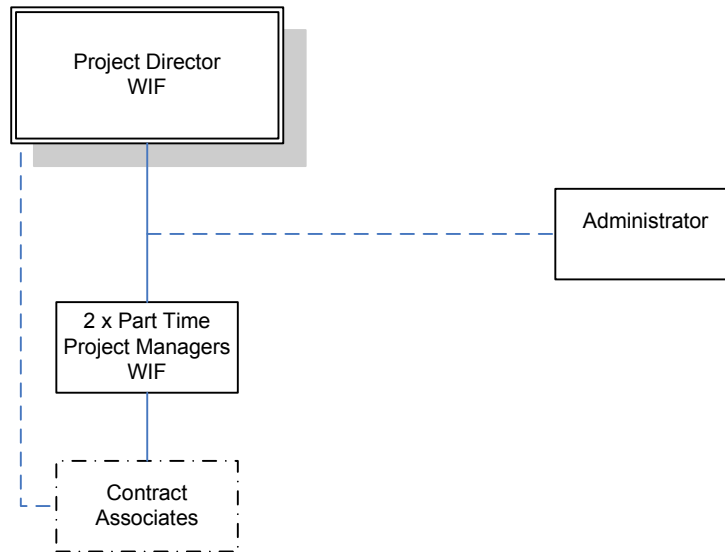 Project Director
WIF
Administrator
2 x Part Time
Project Managers
WIF
Contract
Associates